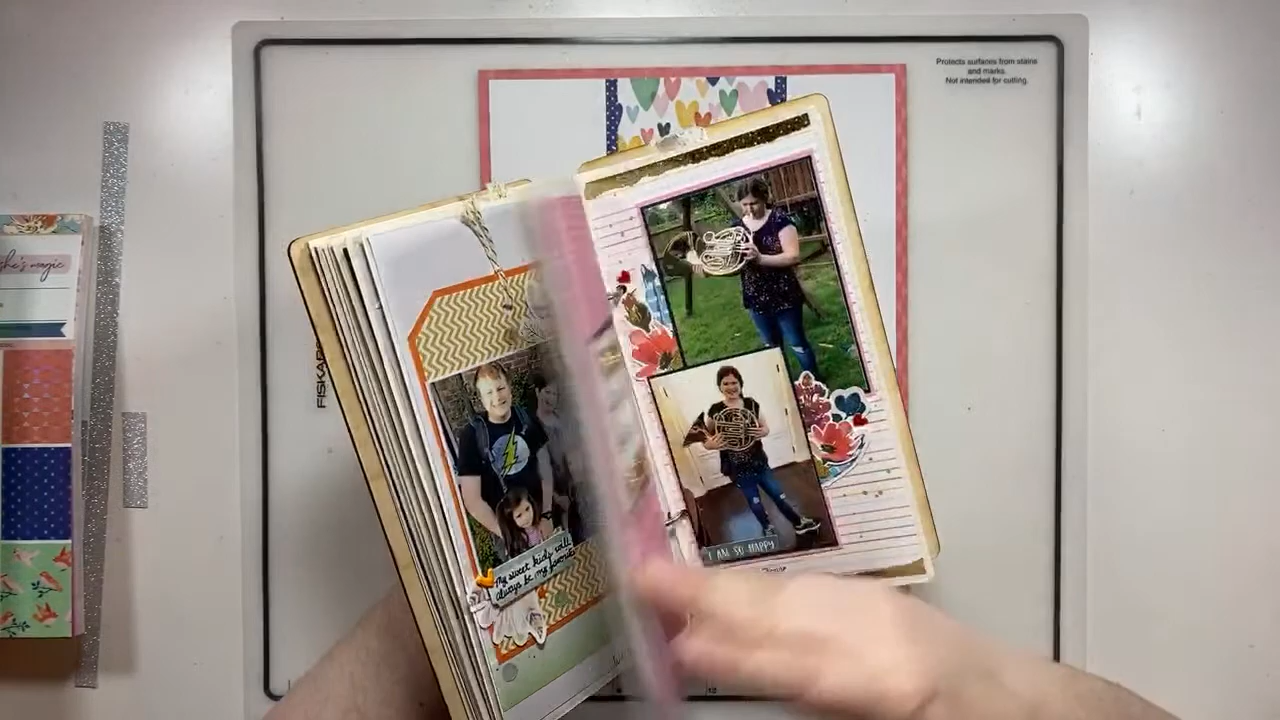 Protects surfaces from stains
and marks.
Not intended for cutting.
she's magic
FISKARS
My sweet kids will
always be my favorite
I AM SO HAPPY